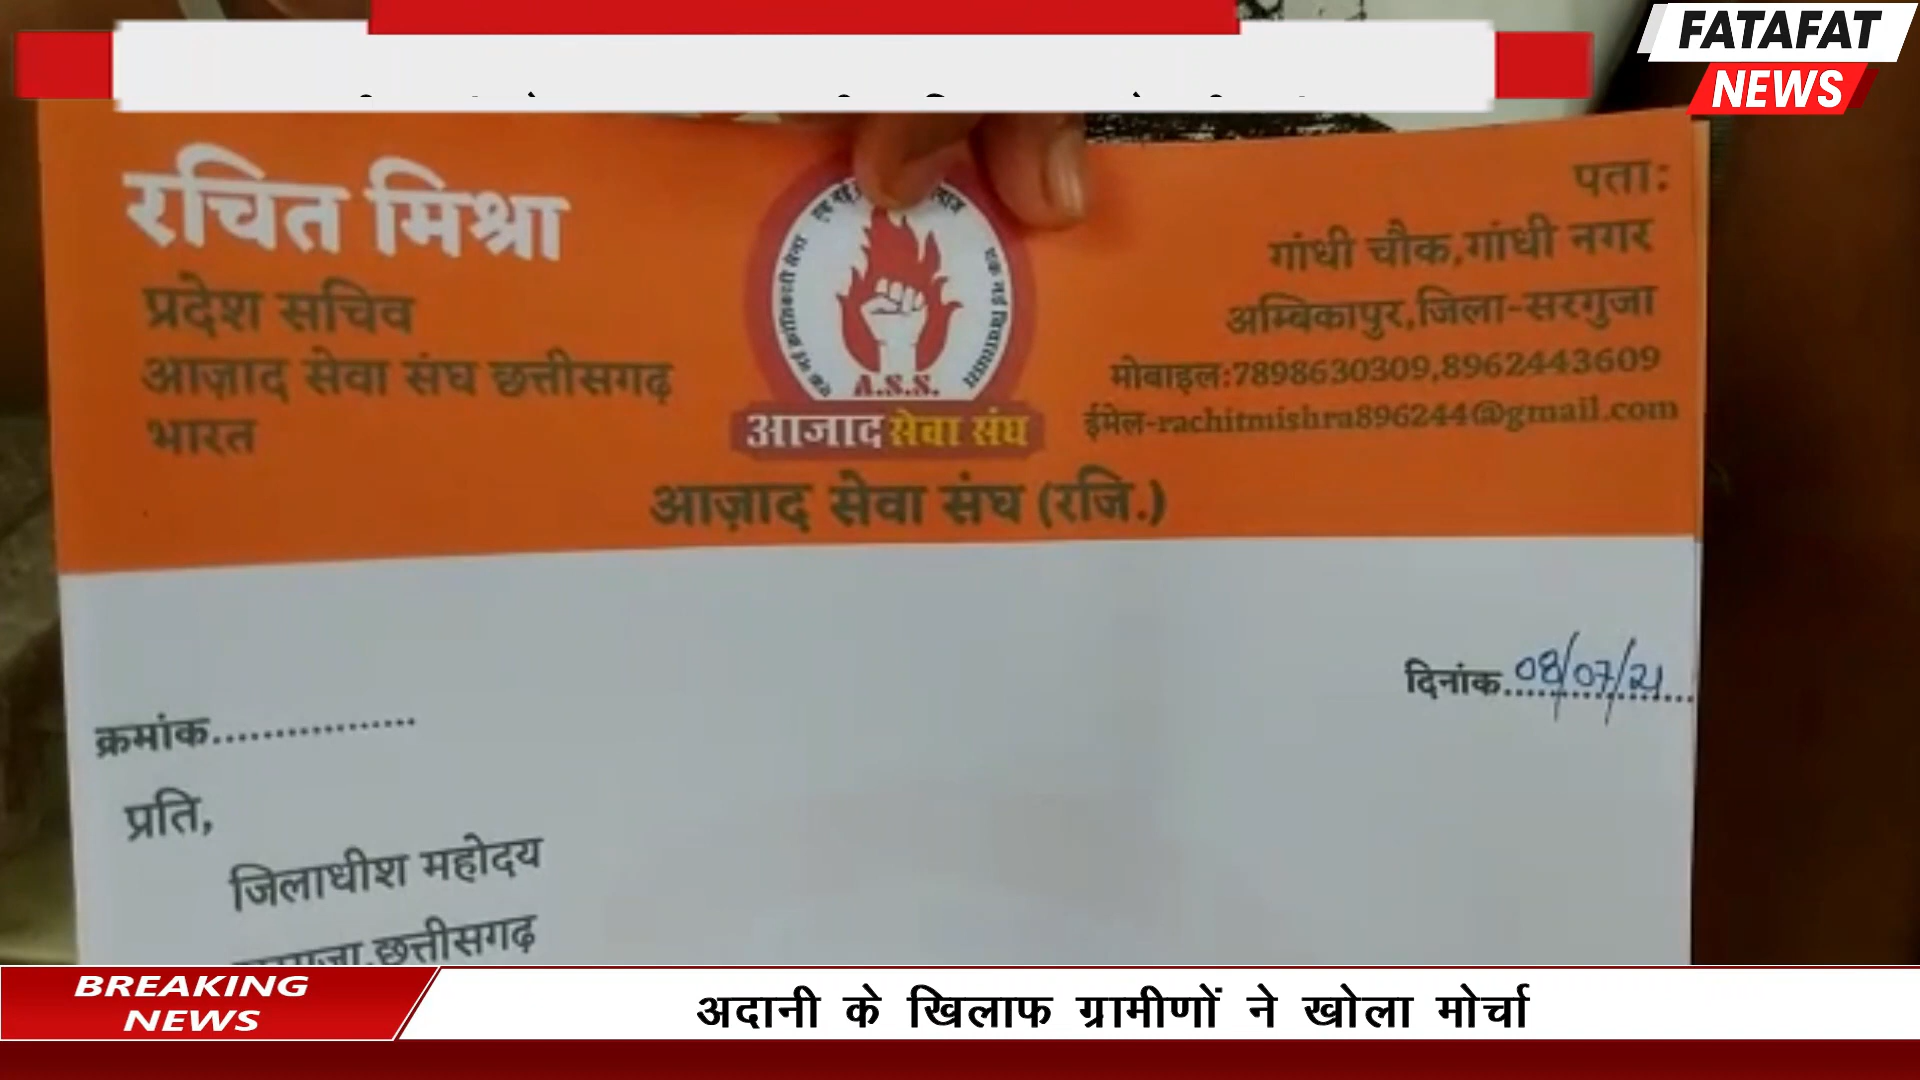 FATAFAT
NEWS
रचित मिश्रा
प्रदेश सचिव
आज़ाद सेवा संघ छत्तीसगढ़
भारत
A.S.S.
आजाद सेवा संघ
पता:
गांधी चौक,गांधी नगर
अम्बिकापुर,जिला-सरगुजा
मोबाइल:7898630309,8962443609
ईमेल-rachitmishra896244@gmail.com
आज़ाद सेवा संघ (रजि.)
दिनांक 08/07/21
क्रमांक................
प्रति,
जिलाधीश महोदय
छत्तीसगढ़
BREAKING
NEWS
अदानी के खिलाफ ग्रामीणों ने खोला मोर्चा